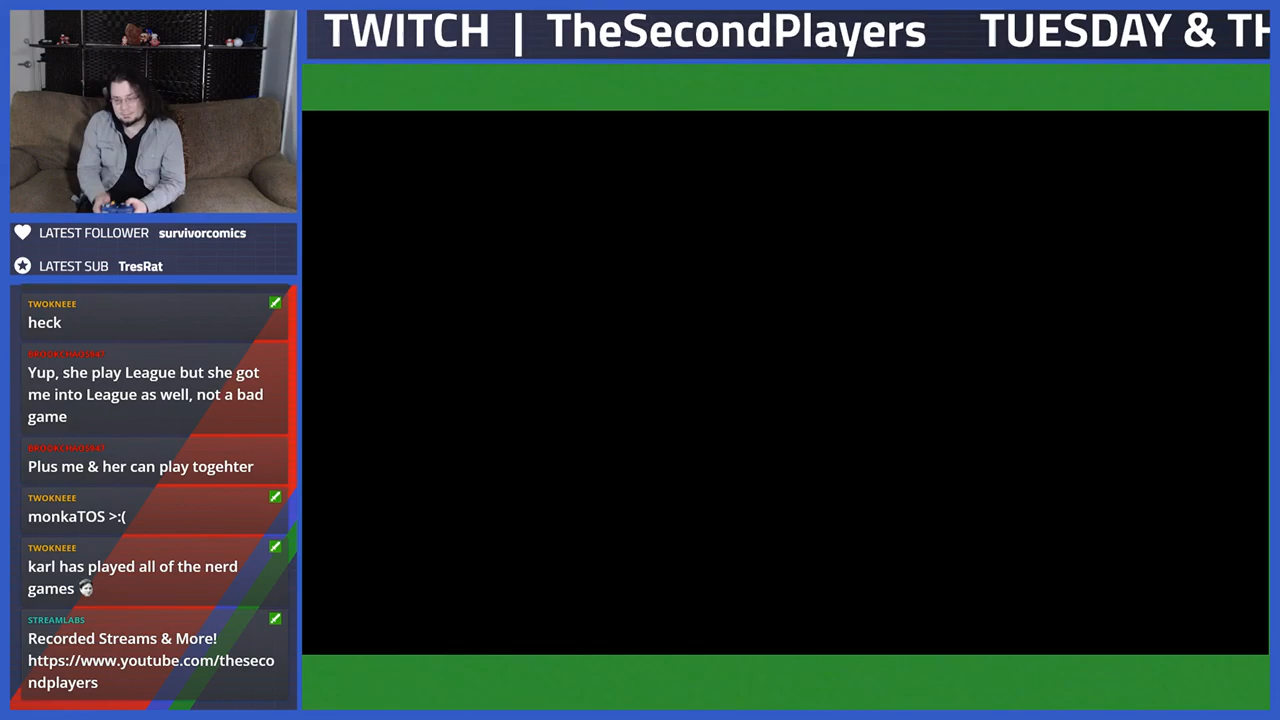 TWITCH | TheSecondPlayers TUESDAY & TH
LATEST FOLLOWER survivorcomics
LATEST SUB TresRat
TWOKNEEE
heck
BROOKCHAOS947
Yup, she play League but she got
me into League as well, not a bad
game
BROOKCHAOS947
Plus me & her can play togehter
TWOKNEEE
monkaTOS >:(
TWOKNEEE
karl has played all of the nerd
games
STREAMLABS
Recorded Streams & More!
https://www.youtube.com/theseco
ndplayers